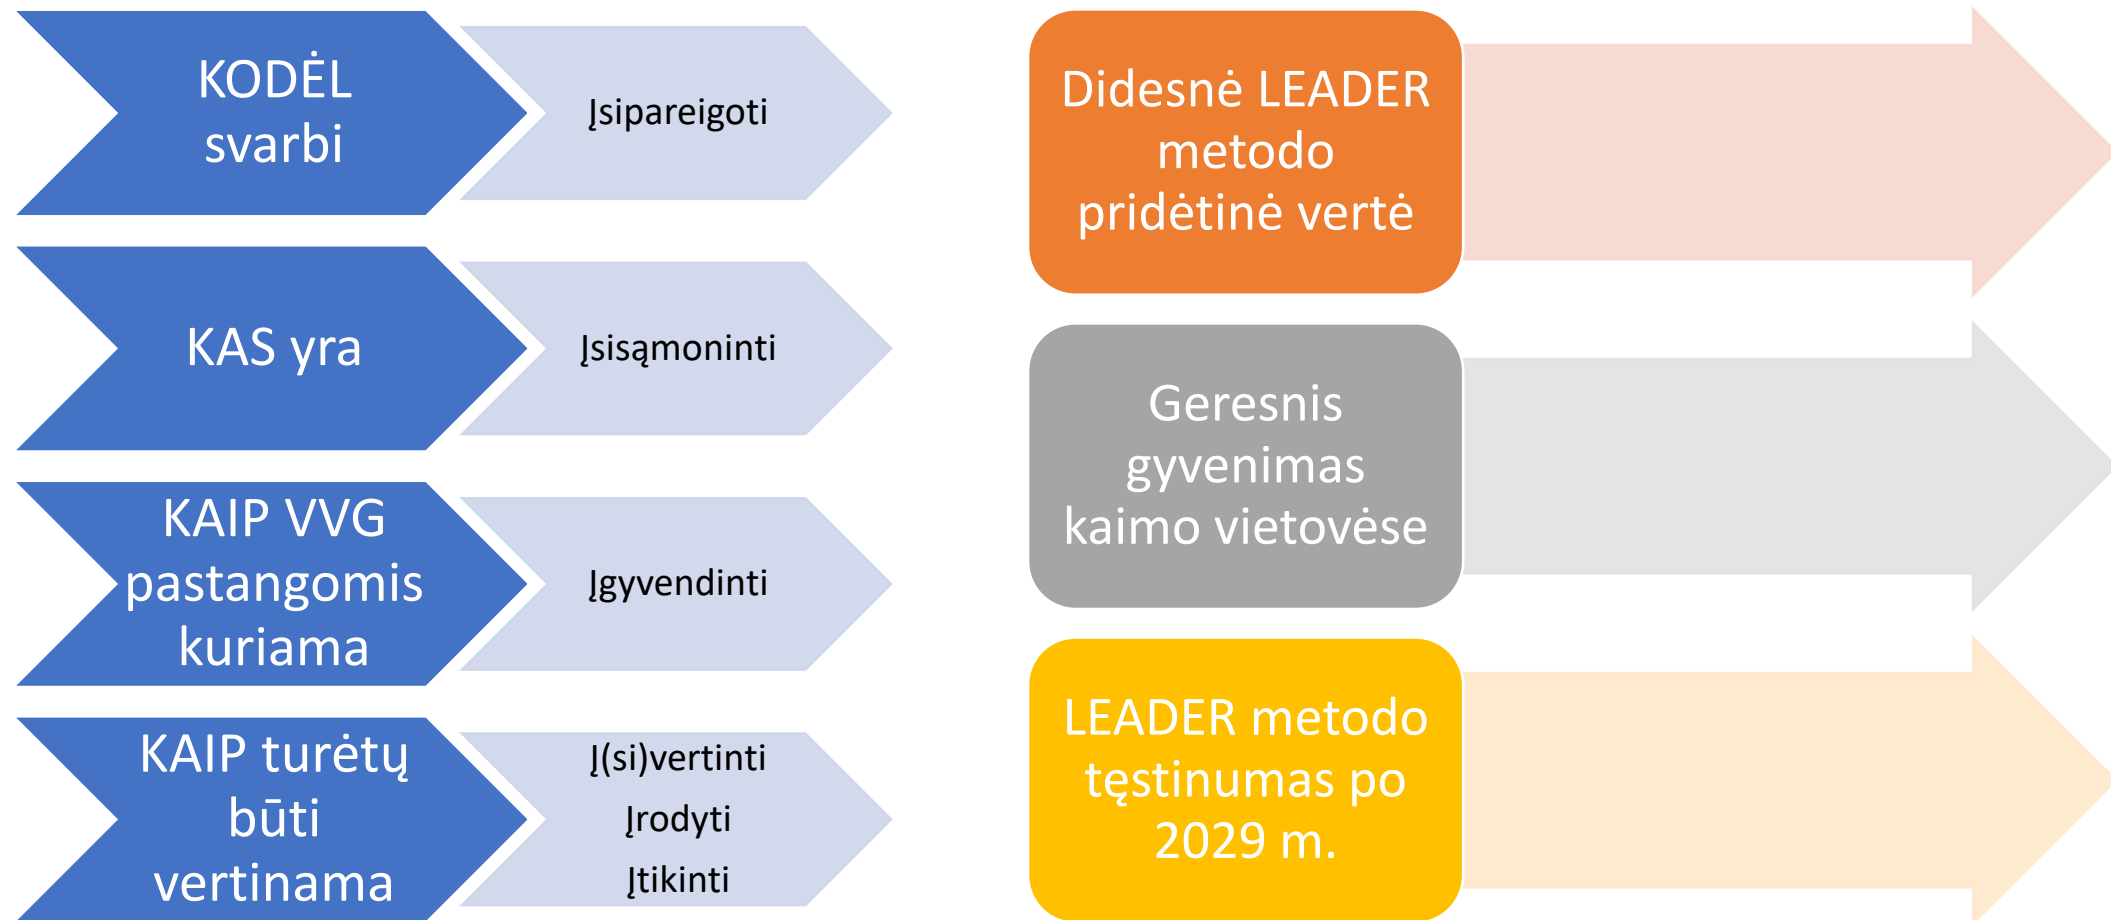 KODĖL
svarbi
Įsipareigoti
KAS yra
Įsisąmoninti
KAIP VVG
pastangomis
kuriama
Įgyvendinti
KAIP turėtų
būti
vertinama
Į(si)vertinti
Įrodyti
Įtikinti
Didesnė LEADER
metodo
pridėtinė vertė
Geresnis
gyvenimas
kaimo vietovėse
LEADER metodo
tęstinumas po
2029 m.